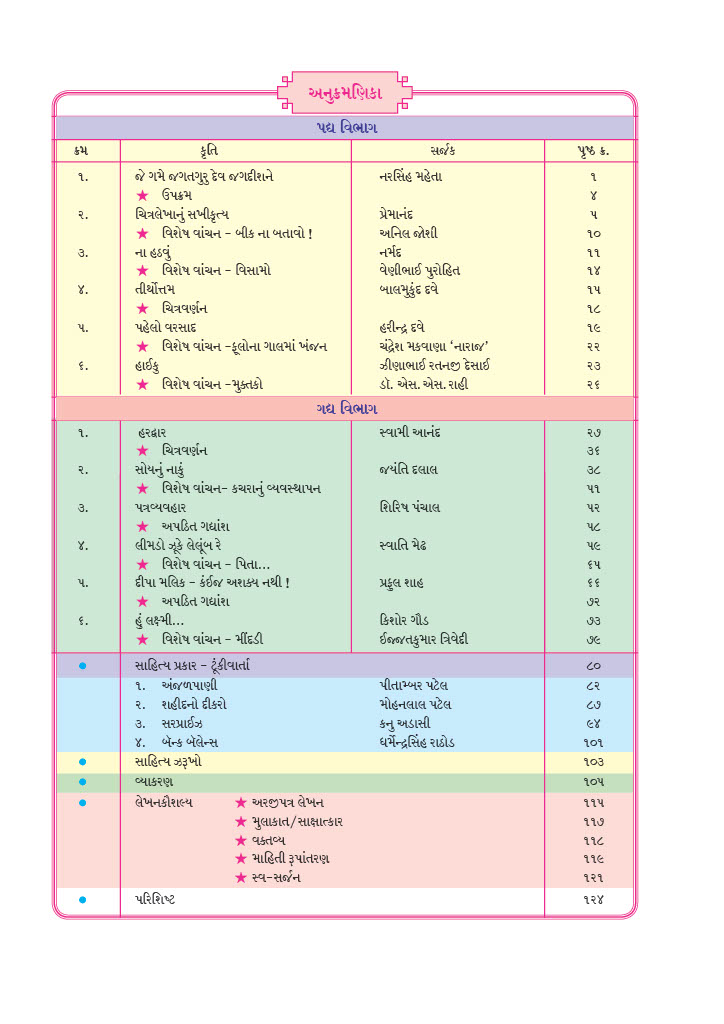 અનુક્રમણિકા
પદ્ય વિભાગ
ક્રમ કૃતિ સર્જક પૃષ્ઠ ક્ર.
૧. જે ગમે જગતગુરુ દેવ જગદીશને નરસિંહ મહેતા ૧
★ ઉપક્રમ ૪
૨. ચિત્રલેખાનું સખીકૃત્ય પ્રેમાનંદ ૫
★ વિશેષ વાંચન - બીક ના બતાવો ! અનિલ જોશી ૧૦
૩. ના હઠવું નર્મદ ૧૧
★ વિશેષ વાંચન - વિસામો વેણીભાઈ પુરોહિત ૧૪
૪. તીર્થોત્તમ બાલમુકુંદ દવે ૧૫
★ ચિત્રવર્ણન ૧૮
૫. પહેલો વરસાદ હરીન્દ્ર દવે ૧૯
★ વિશેષ વાંચન -ફૂલોના ગાલમાં ખંજન ચંદ્રેશ મકવાણા ‘નારાજ’ ૨૨
૬. હાઈકુ ઝીણાભાઈ રતનજી દેસાઈ ૨૩
★ વિશેષ વાંચન -મુક્તકો ડૉ. એસ. એસ. રાહી ૨૬
ગદ્ય વિભાગ
૧. હરદ્વાર સ્વામી આનંદ ૨૭
★ ચિત્રવર્ણન ૩૬
૨. સોયનું નાકું જયંતિ દલાલ ૩૮
★ વિશેષ વાંચન- કચરાનું વ્યવસ્થાપન ૫૧
૩. પત્રવ્યવહાર શિરિષ પંચાલ ૫૨
★ અપઠિત ગદ્યાંશ ૫૮
૪. લીમડો ઝૂકે લેલૂંબ રે સ્વાતિ મેઢ ૫૯
★ વિશેષ વાંચન - પિતા... ૬૫
૫. દીપા મલિક - કંઈજ અશક્ય નથી ! પ્રફુલ શાહ ૬૬
★ અપઠિત ગદ્યાંશ ૭૨
૬. હું લક્ષ્મી... કિશોર ગૌડ ૭૩
★ વિશેષ વાંચન - મીંદડી ઈજ્જતકુમાર ત્રિવેદી ૭૯
● સાહિત્ય પ્રકાર - ટૂંકીવાર્તા ૮૦
૧. અંજળપાણી પીતામ્બર પટેલ ૮૨
૨. શહીદનો દીકરો મોહનલાલ પટેલ ૮૭
૩. સરપ્રાઈઝ કનુ અડાસી ૯૪
૪. બૅન્ક બૅલેન્સ ધર્મેન્દ્રસિંહ રાઠોડ ૧૦૧
● સાહિત્ય ઝરૂખો ૧૦૩
● વ્યાકરણ ૧૦૫
● લેખનકૌશલ્ય ★ અરજીપત્ર લેખન ૧૧૫
★ મુલાકાત/સાક્ષાત્કાર ૧૧૭
★ વક્તવ્ય ૧૧૮
★ માહિતી રૂપાંતરણ ૧૧૯
★ સ્વ-સર્જન ૧૨૧
● પરિશિષ્ટ ૧૨૪